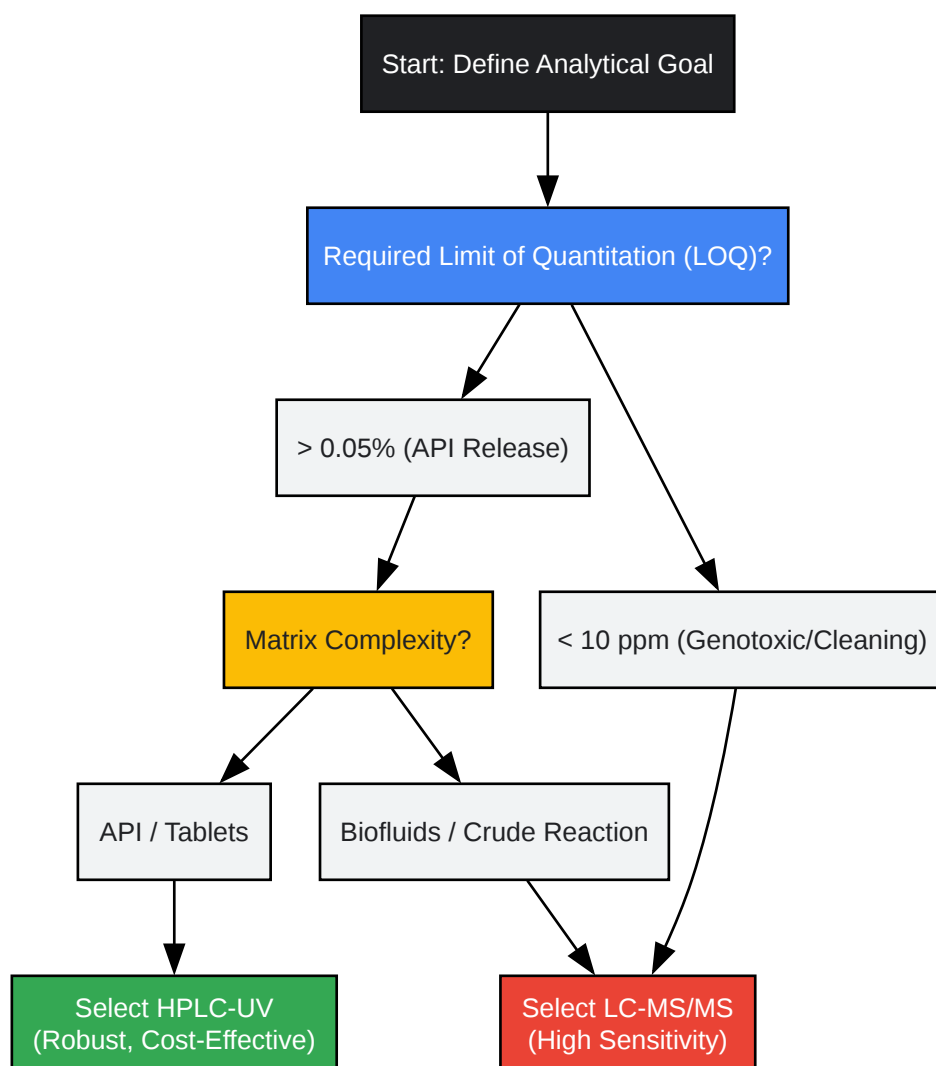 Start: Define Analytical Goal
Required Limit of Quantitation (LOQ)?
> 0.05% (API Release)
Matrix Complexity?
< 10 ppm (Genotoxic/Cleaning)
API / Tablets
Biofluids / Crude Reaction
Select HPLC-UV
(Robust, Cost-Effective)
Select LC-MS/MS
(High Sensitivity)